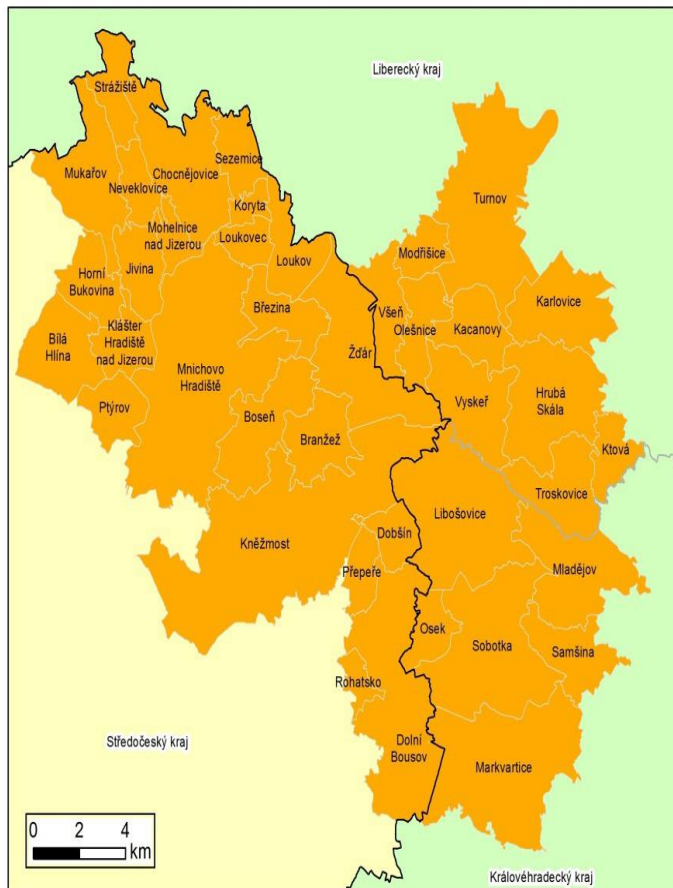 Strážiště
Liberecký kraj
Sezemice
Mukařov
Chocnějovice
Neveklovice
Turnov
Koryta
Mohelnice
nad Jizerou
Loukovec
Modřišice
Loukov
Horní
Bukovina
Jivina
Karlovice
Březina
Všeň
Olešnice
Kacanovy
Bílá
Hlína
Klášter
Hradiště
nad Jizerou
Žďár
Mnichovo
Hradiště
Hrubá
Skála
Vyskeř
Ptýrov
Boseň
Branžež
Ktová
Troskovice
Libošovice
Dobšín
Kněžmost
Mladějov
Přepeře
Osek
Sobotka
Samšina
Rohatsko
Středočeský kraj
Dolní
Bousov
Markvartice
0 2 4
km
Královéhradecký kraj